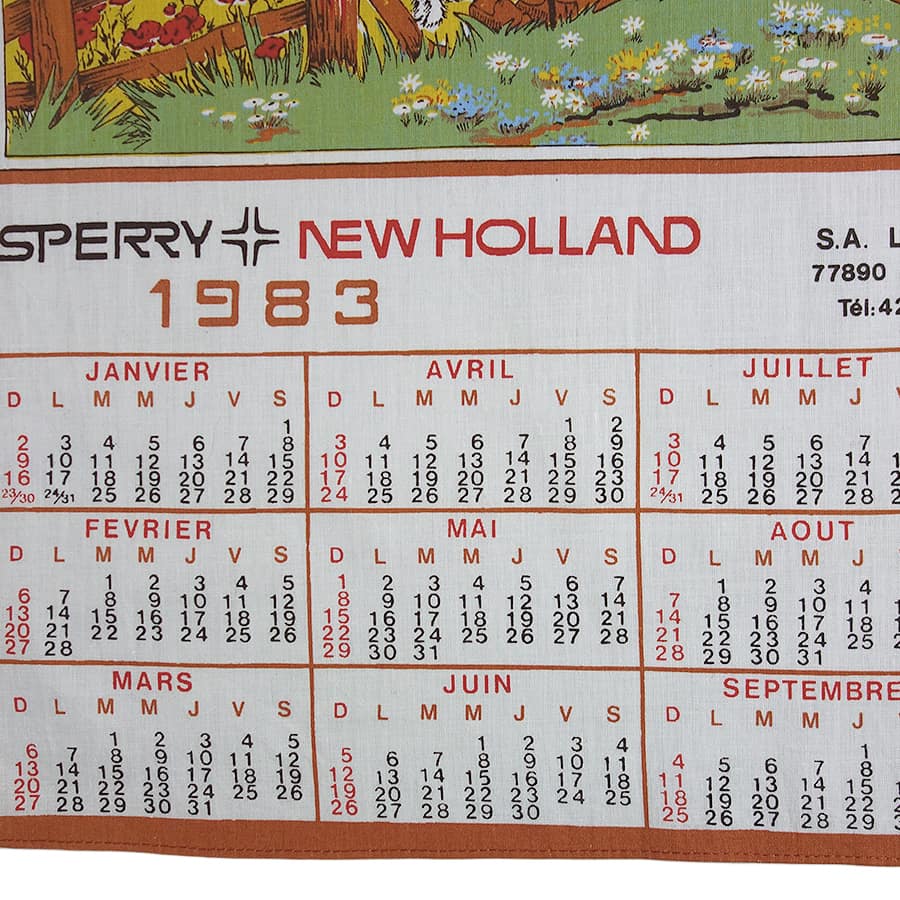 SPERRY NEW HOLLAND
1983
S.A.
77890
Tél: 42
JANVIER
D L M M J V S
1
2 3 4 5 6 7 8
9 10 11 12 13 14 15
16 17 18 19 20 21 22
23/30 24/31 25 26 27 28 29
FEVRIER
D L M M J V S
1 2 3 4 5
6 7 8 9 10 11 12
13 14 15 16 17 18 19
20 21 22 23 24 25 26
27 28
MARS
D L M M J V S
1 2 3 4 5
6 7 8 9 10 11 12
13 14 15 16 17 18 19
20 21 22 23 24 25 26
27 28 29 30 31
AVRIL
D L M M J V S
1 2
3 4 5 6 7 8 9
10 11 12 13 14 15 16
17 18 19 20 21 22 23
24 25 26 27 28 29 30
MAI
D L M M J V S
1 2 3 4 5 6 7
8 9 10 11 12 13 14
15 16 17 18 19 20 21
22 23 24 25 26 27 28
29 30 31
JUIN
D L M M J V S
1 2 3 4
5 6 7 8 9 10 11
12 13 14 15 16 17 18
19 20 21 22 23 24 25
26 27 28 29 30
JUILLET
D L M M J
3 4 5 6 7
10 11 12 13 14
17 18 19 20 21
24/31 25 26 27 28
AOUT
D L M M J
1 2 3 4
7 8 9 10 11
14 15 16 17 18
21 22 23 24 25
28 29 30 31
SEPTEMBRE
D L M M J
1
4 5 6 7 8
11 12 13 14 15
18 19 20 21 22
25 26 27 28 29